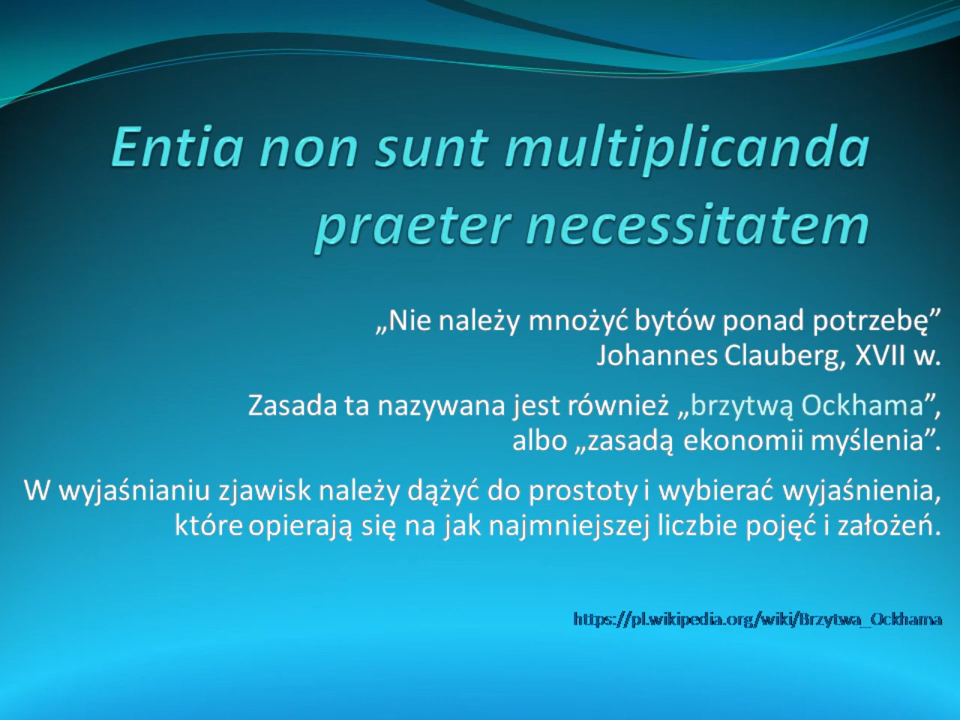 Entia non sunt multiplicanda
praeter necessitatem
„Nie należy mnożyć bytów ponad potrzebę”
Johannes Clauberg, XVII w.
Zasada ta nazywana jest również „brzytwą Ockhama”,
albo „zasadą ekonomii myślenia”.
W wyjaśnianiu zjawisk należy dążyć do prostoty i wybierać wyjaśnienia,
które opierają się na jak najmniejszej liczbie pojęć i założeń.
https://pl.wikipedia.org/wiki/Brzytwa_Ockhama